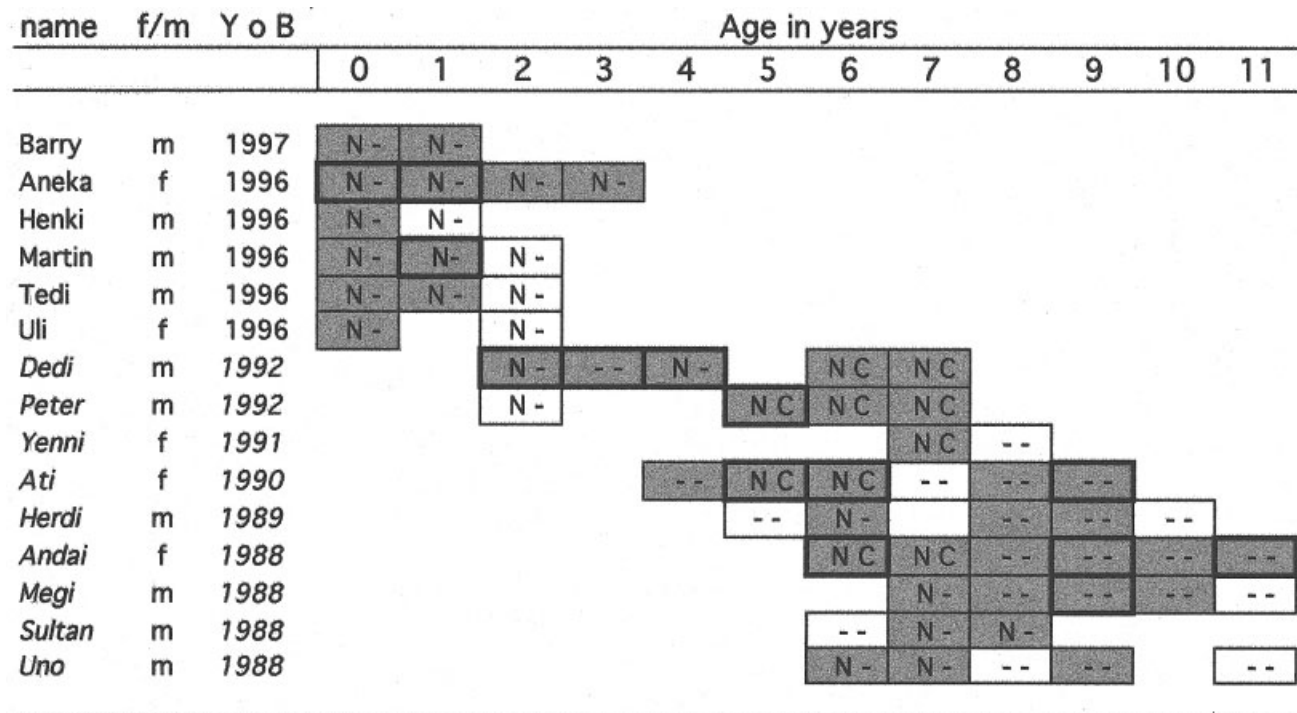 name f/m Y o B Age in years
0 1 2 3 4 5 6 7 8 9 10 11
Barry m 1997 N - N -
Aneka f 1996 N - N - N - N -
Henki m 1996 N - N -
Martin m 1996 N - N- N -
Tedi m 1996 N - N - N -
Uli f 1996 N - N -
Dedi m 1992 N - - - N - N C N C
Peter m 1992 N - N C N C N C
Yenni f 1991 N C - -
Ati f 1990 - - N C N C - - - - - -
Herdi m 1989 - - N - - - - - - -
Andai f 1988 N C N C - - - - - - - -
Megi m 1988 N - - - - - - - - -
Sultan m 1988 - - N - N -
Uno m 1988 N - N - - - - - - -